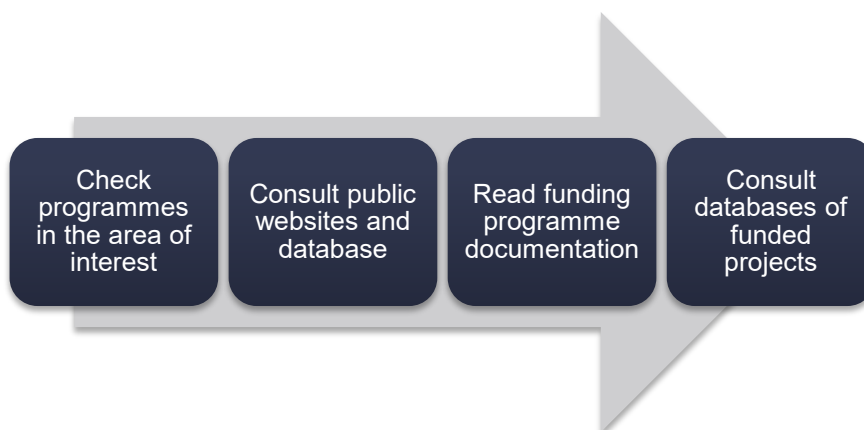 Check
programmes
in the area of
interest
Consult public
websites and
database
Read funding
programme
documentation
Consult
databases of
funded
projects